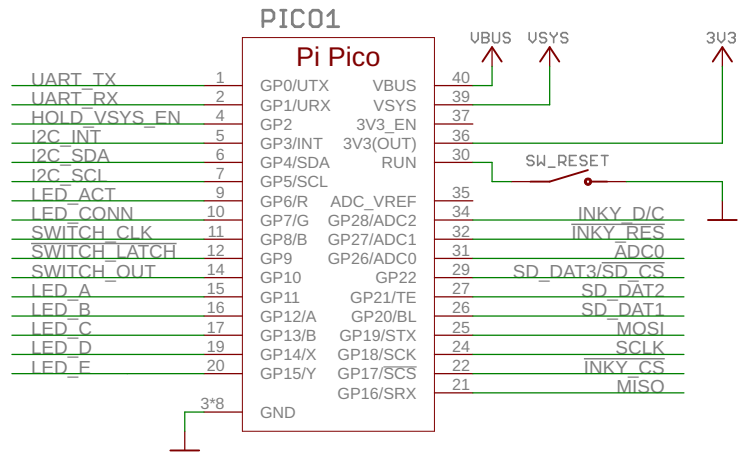 PICO1
Pi Pico
VBUS VSYS 3V3
UART_TX 1 GP0/UTX VBUS 40
UART_RX 2 GP1/URX VSYS 39
HOLD_VSYS_EN 4 GP2 3V3_EN 37
I2C_INT 5 GP3/INT 3V3(OUT) 36
I2C_SDA 6 GP4/SDA RUN 30 SW_RESET
I2C_SCL 7 GP5/SCL
LED_ACT 9 GP6/R ADC_VREF 35
LED_CONN 10 GP7/G GP28/ADC2 34 INKY_D/C
SWITCH_CLK 11 GP8/B GP27/ADC1 32 INKY_RES
SWITCH_LATCH 12 GP9 GP26/ADC0 31 ADC0
SWITCH_OUT 14 GP10 GP22 29 SD_DAT3/SD_CS
LED_A 15 GP11 GP21/TE 27 SD_DAT2
LED_B 16 GP12/A GP20/BL 26 SD_DAT1
LED_C 17 GP13/B GP19/STX 25 MOSI
LED_D 19 GP14/X GP18/SCK 24 SCLK
LED_E 20 GP15/Y GP17/SCS 22 INKY_CS
GP16/SRX 21 MISO
3*8 GND